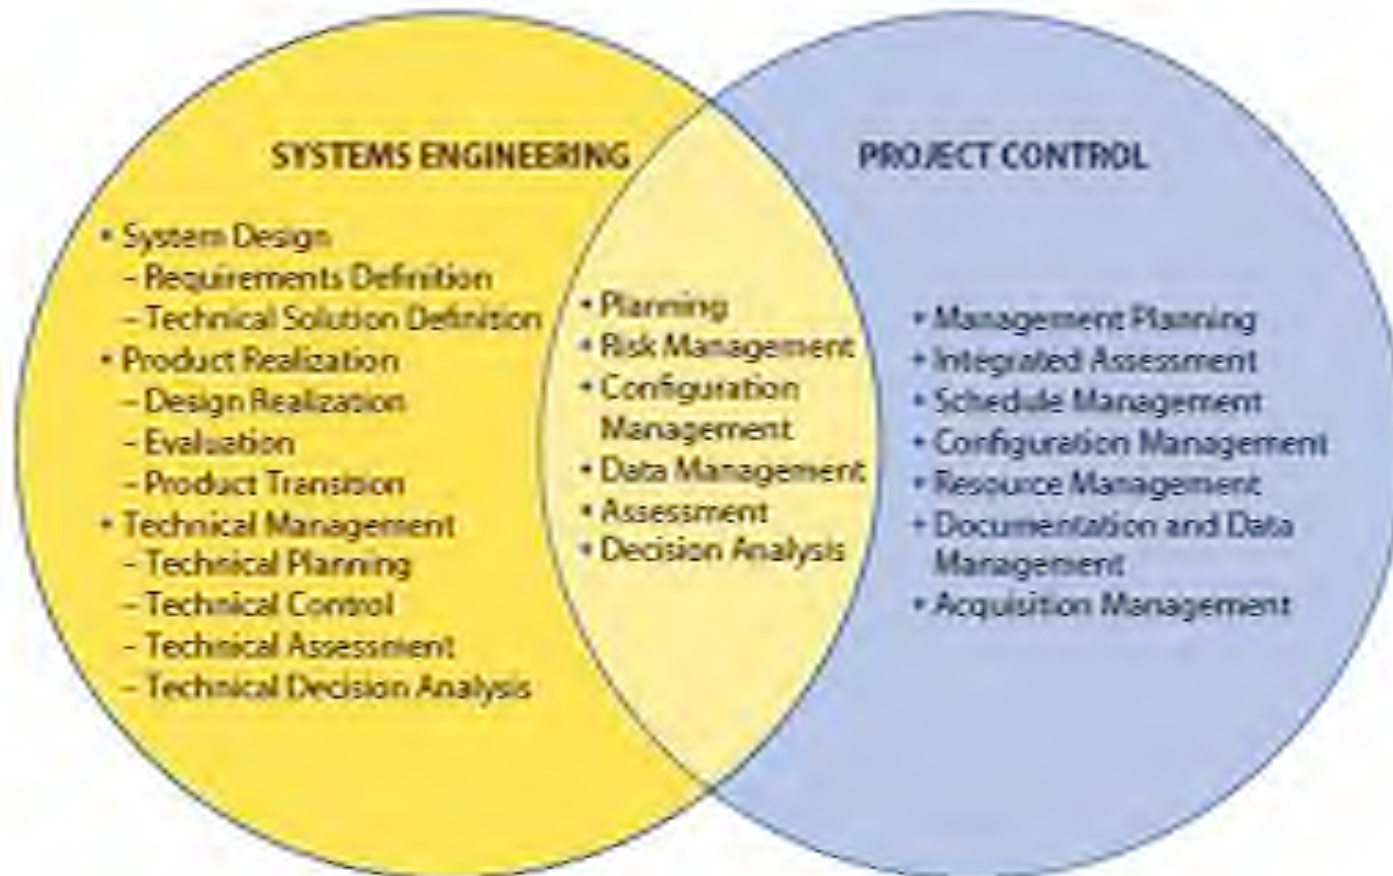 SYSTEMS ENGINEERING
• System Design
– Requirements Definition
– Technical Solution Definition
• Product Realization
– Design Realization
– Evaluation
– Product Transition
• Technical Management
– Technical Planning
– Technical Control
– Technical Assessment
– Technical Decision Analysis
• Planning
• Risk Management
• Configuration
Management
• Data Management
• Assessment
• Decision Analysis
PROJECT CONTROL
• Management Planning
• Integrated Assessment
• Schedule Management
• Configuration Management
• Resource Management
• Documentation and Data
Management
• Acquisition Management